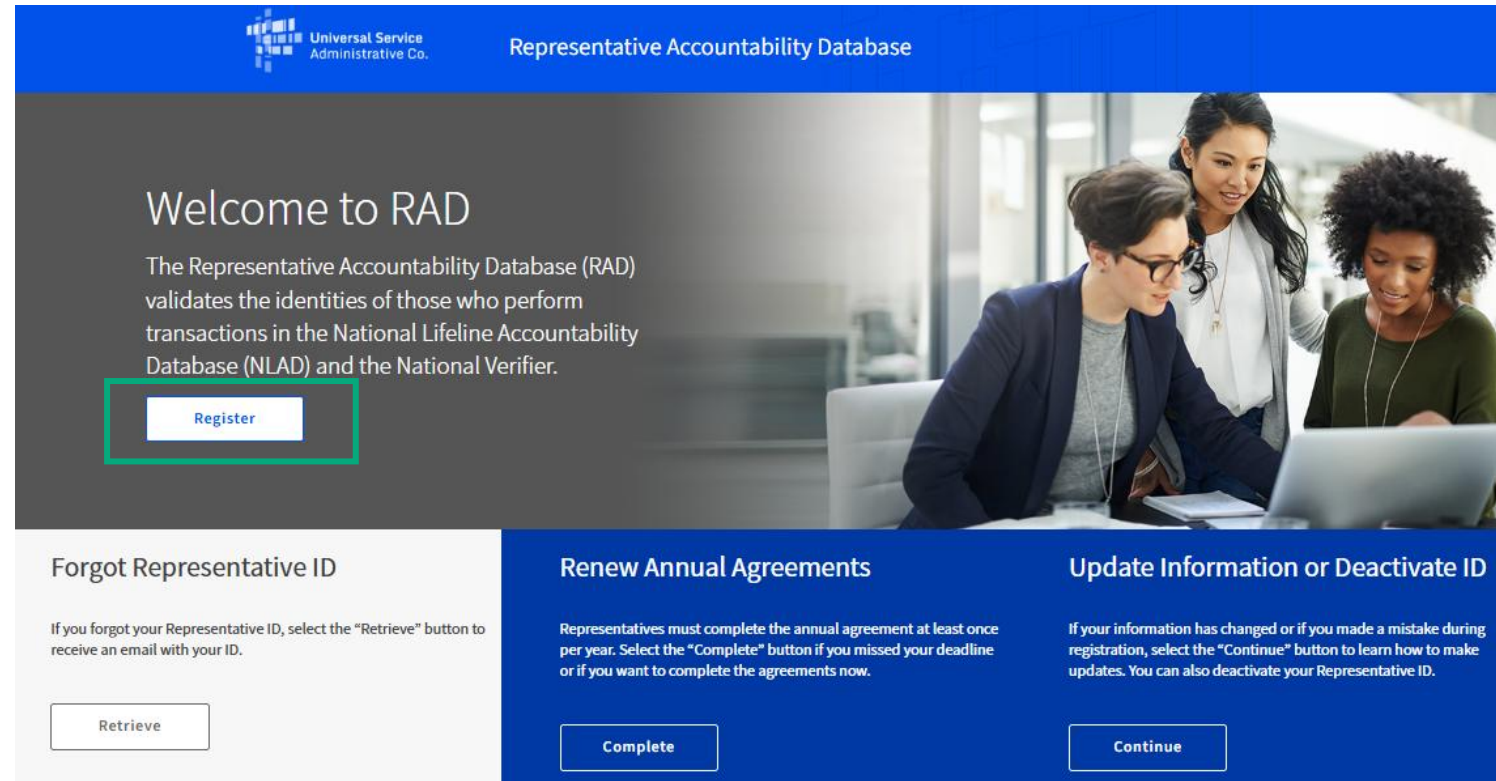 Universal Service
Administrative Co.
Representative Accountability Database
Welcome to RAD
The Representative Accountability Database (RAD)
validates the identities of those who perform
transactions in the National Lifeline Accountability
Database (NLAD) and the National Verifier.
Register
Forgot Representative ID
If you forgot your Representative ID, select the “Retrieve” button to
receive an email with your ID.
Retrieve
Renew Annual Agreements
Representatives must complete the annual agreement at least once
per year. Select the “Complete” button if you missed your deadline
or if you want to complete the agreements now.
Complete
Update Information or Deactivate ID
If your information has changed or if you made a mistake during
registration, select the “Continue” button to learn how to make
updates. You can also deactivate your Representative ID.
Continue